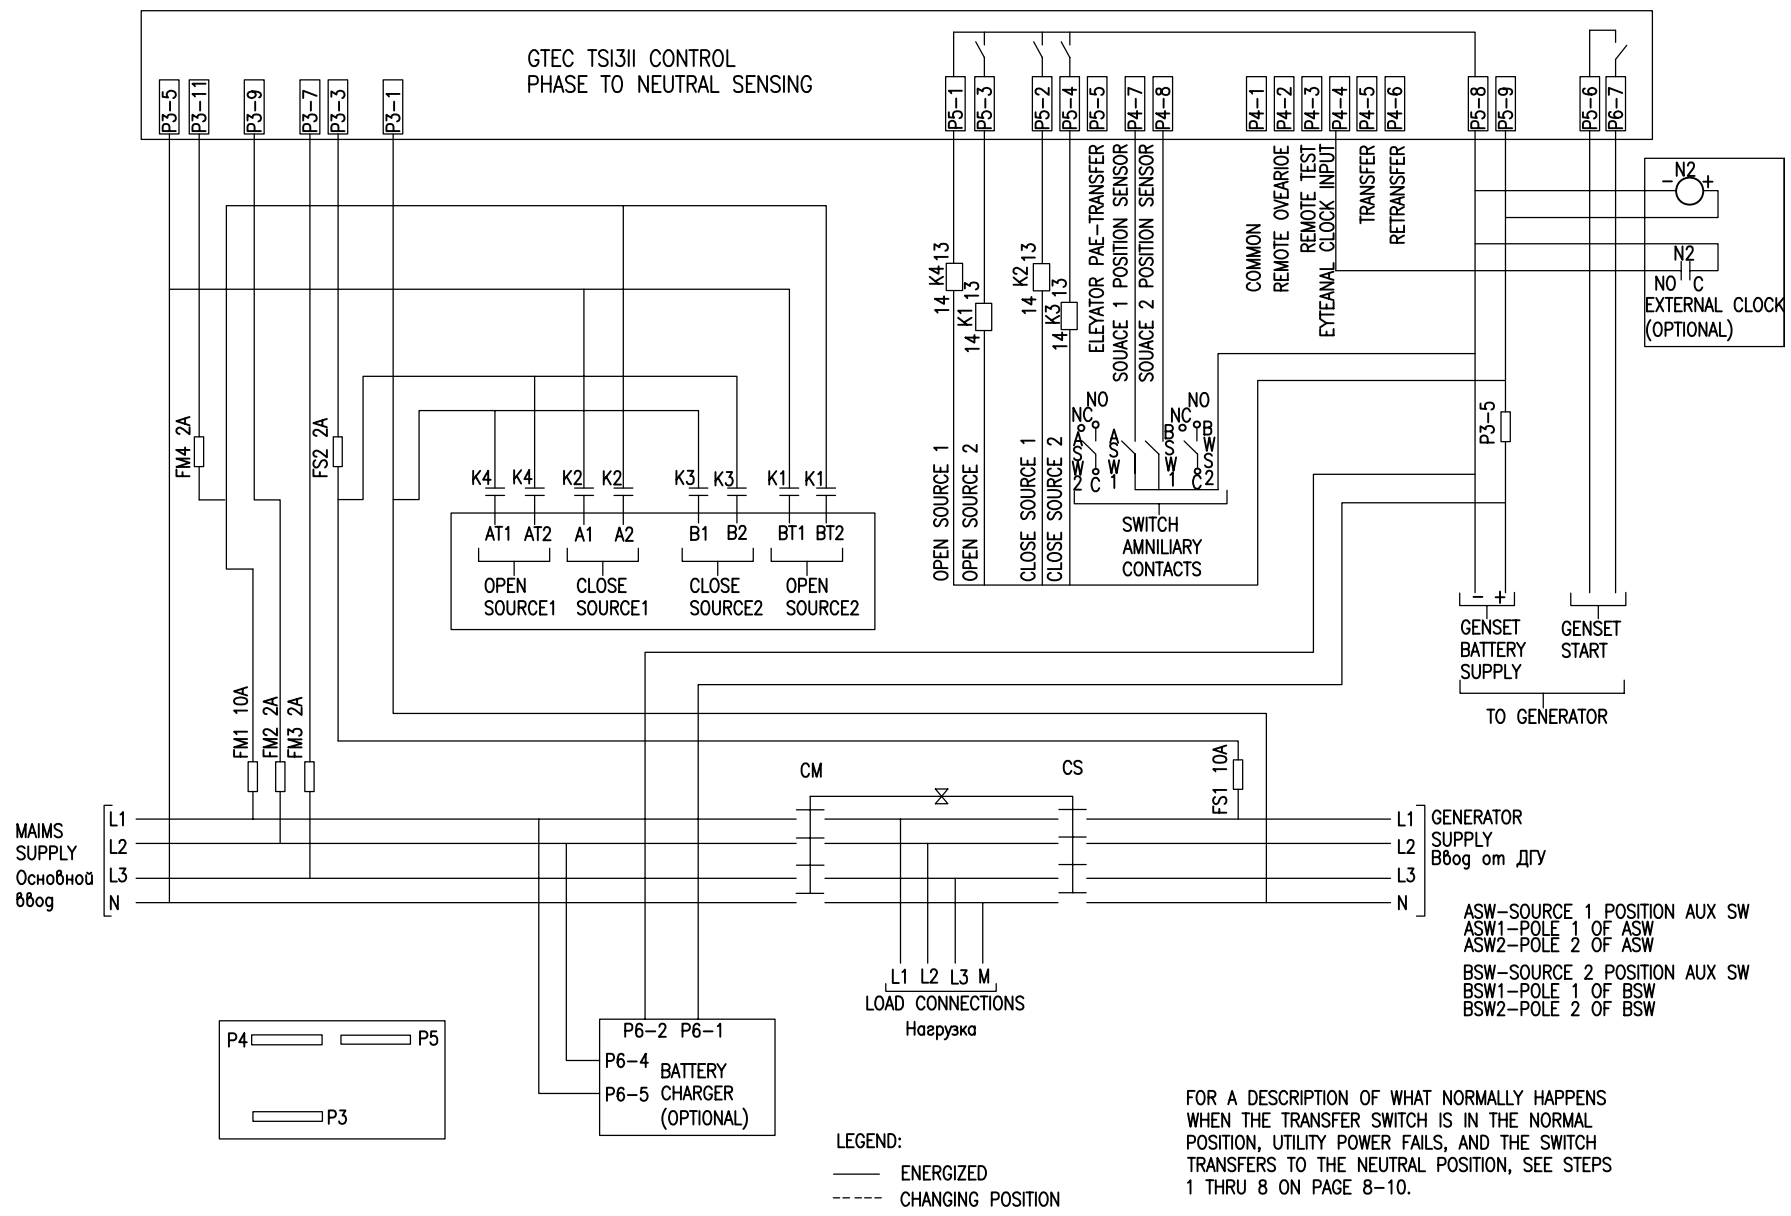 GTEC TSI3II CONTROL
PHASE TO NEUTRAL SENSING
P3-5
P3-11
P3-9
P3-7
P3-3
P3-1
P5-1
P5-3
P5-2
P5-4
P5-5
P4-7
P4-8
P4-1
P4-2
P4-3
P4-4
P4-5
P4-6
P5-8
P5-9
P5-6
P6-7
ELEYATOR PAE-TRANSFER
SOUACE 1 POSITION SENSOR
SOUACE 2 POSITION SENSOR
COMMON
REMOTE OVEARIOE
REMOTE TEST
EYTEANAL CLOCK INPUT
TRANSFER
RETRANSFER
N2
- +
N2
NO C
EXTERNAL CLOCK
(OPTIONAL)
14 K4 13
14 K1 13
14 K2 13
14 K3 13
FM4 2A
FS2 2A
P3-5
NO
NC
ASW2
C
ASW1
BSW1
NO
NC
BWS2
C
OPEN SOURCE 1
OPEN SOURCE 2
CLOSE SOURCE 1
CLOSE SOURCE 2
SWITCH
AMNILIARY
CONTACTS
K4 K4 K2 K2 K3 K3 K1 K1
AT1 AT2 A1 A2 B1 B2 BT1 BT2
OPEN
SOURCE1
CLOSE
SOURCE1
CLOSE
SOURCE2
OPEN
SOURCE2
- +
GENSET
BATTERY
SUPPLY
GENSET
START
TO GENERATOR
FM1 10A
FM2 2A
FM3 2A
CM
CS
FS1 10A
MAIMS
SUPPLY
Основной
ввод
L1
L2
L3
N
L1
L2
L3
N
GENERATOR
SUPPLY
Ввод от ДГУ
ASW-SOURCE 1 POSITION AUX SW
ASW1-POLE 1 OF ASW
ASW2-POLE 2 OF ASW
BSW-SOURCE 2 POSITION AUX SW
BSW1-POLE 1 OF BSW
BSW2-POLE 2 OF BSW
L1 L2 L3 M
LOAD CONNECTIONS
Нагрузка
P4
P5
P3
P6-2 P6-1
P6-4
P6-5
BATTERY
CHARGER
(OPTIONAL)
LEGEND:
ENERGIZED
CHANGING POSITION
FOR A DESCRIPTION OF WHAT NORMALLY HAPPENS
WHEN THE TRANSFER SWITCH IS IN THE NORMAL
POSITION, UTILITY POWER FAILS, AND THE SWITCH
TRANSFERS TO THE NEUTRAL POSITION, SEE STEPS
1 THRU 8 ON PAGE 8-10.